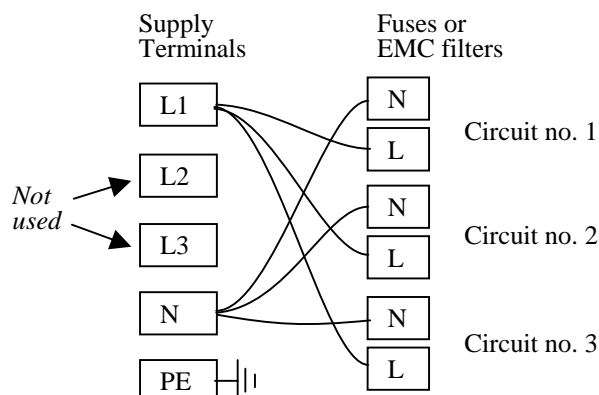 Supply
Terminals
Fuses or
EMC filters
L1
L2
L3
N
PE
Not
used
N
L
Circuit no. 1
N
L
Circuit no. 2
N
L
Circuit no. 3